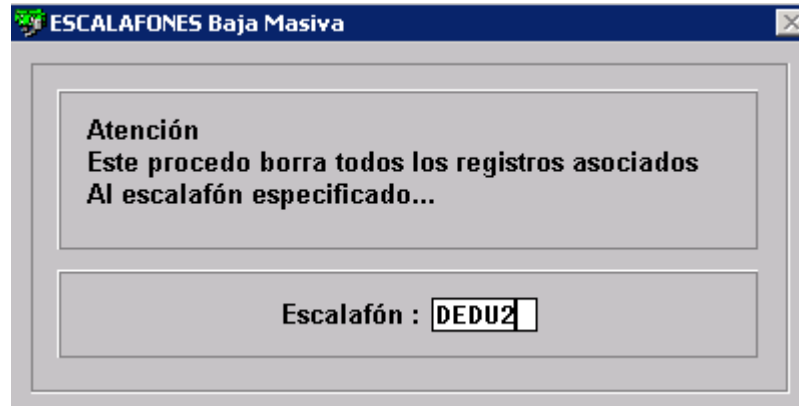 ESCALAFONES Baja Masiva
Atención
Este procedo borra todos los registros asociados
Al escalafón especificado...
Escalafón : DEDU2